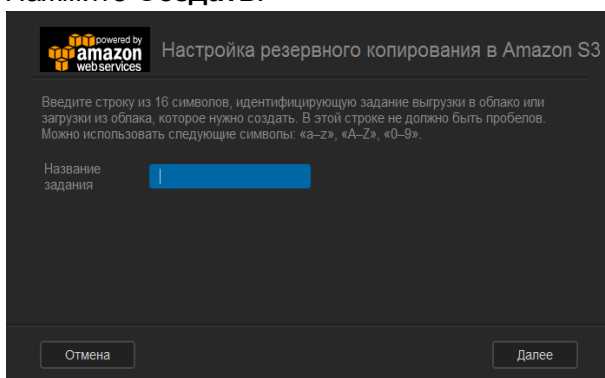 Нажмите Создать.
powered by
amazon
web services
Настройка резервного копирования в Amazon S3
Введите строку из 16 символов, идентифицирующую задание выгрузки в облако или
загрузки из облака, которое нужно создать. В этой строке не должно быть пробелов.
Можно использовать следующие символы: «a–z», «A–Z», «0–9».
Название
задания
Отмена
Далее